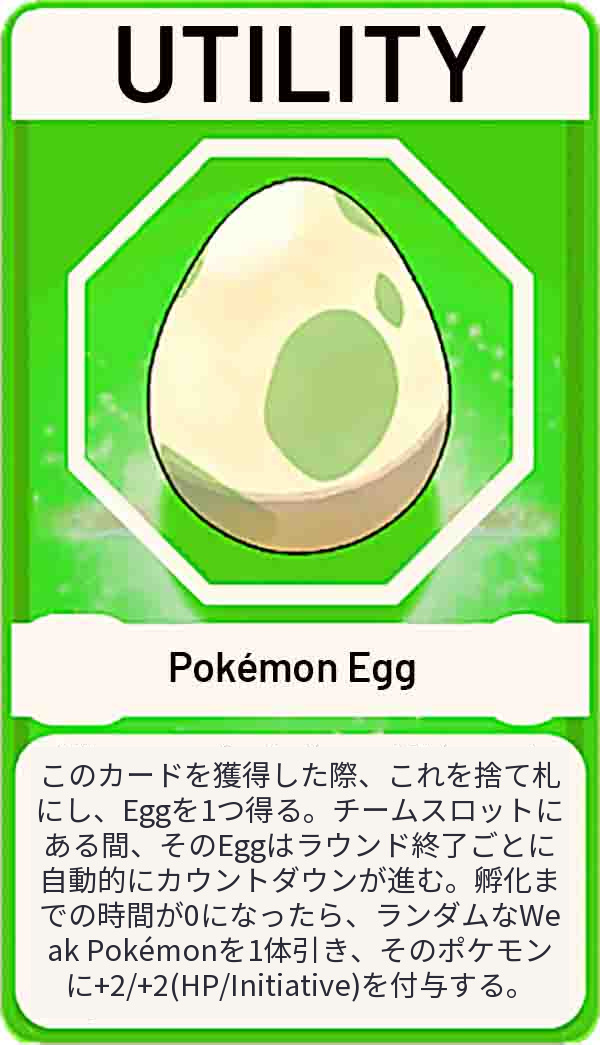 UTILITY
Pokémon Egg
このカードを獲得した際、これを捨て札
にし、Eggを1つ得る。チームスロットに
ある間、そのEggはラウンド終了ごとに
自動的にカウントダウンが進む。孵化ま
での時間が0になったら、ランダムなWe
ak Pokémonを1体引き、そのポケモン
に+2/+2(HP/Initiative)を付与する。